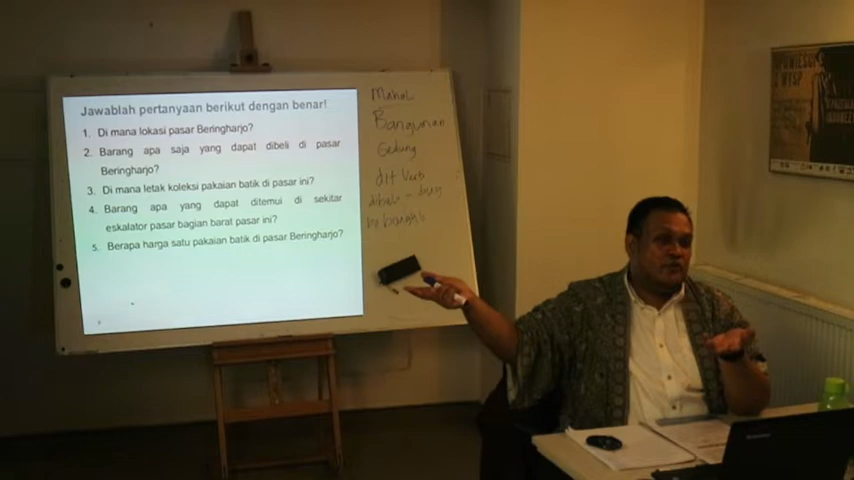 Jawablah pertanyaan berikut dengan benar!
1. Di mana lokasi pasar Beringharjo?
2. Barang apa saja yang dapat dibeli di pasar
Beringharjo?
3. Di mana letak koleksi pakaian batik di pasar ini?
4. Barang apa yang dapat ditemui di sekitar
eskalator pasar bagian barat pasar ini?
5. Berapa harga satu pakaian batik di pasar Beringharjo?
Mahal
Bangunan
Gedung
dit Verb